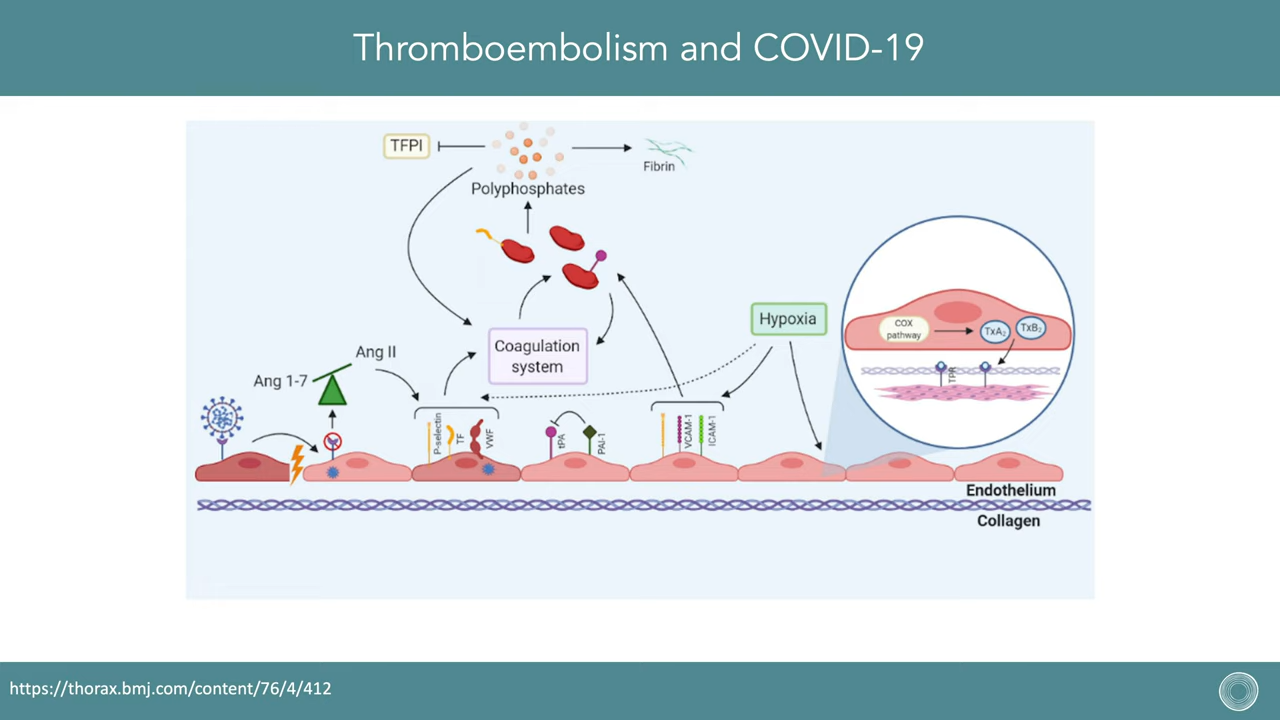 Thromboembolism and COVID-19
TFPI
Polyphosphates
Fibrin
Hypoxia
Coagulation
system
Ang II
Ang 1-7
P-selectin
TF
VWF
tPA
PAI-1
VCAM-1
ICAM-1
COX
pathway
TxA2
TxB2
TPR
Endothelium
Collagen
https://thorax.bmj.com/content/76/4/412